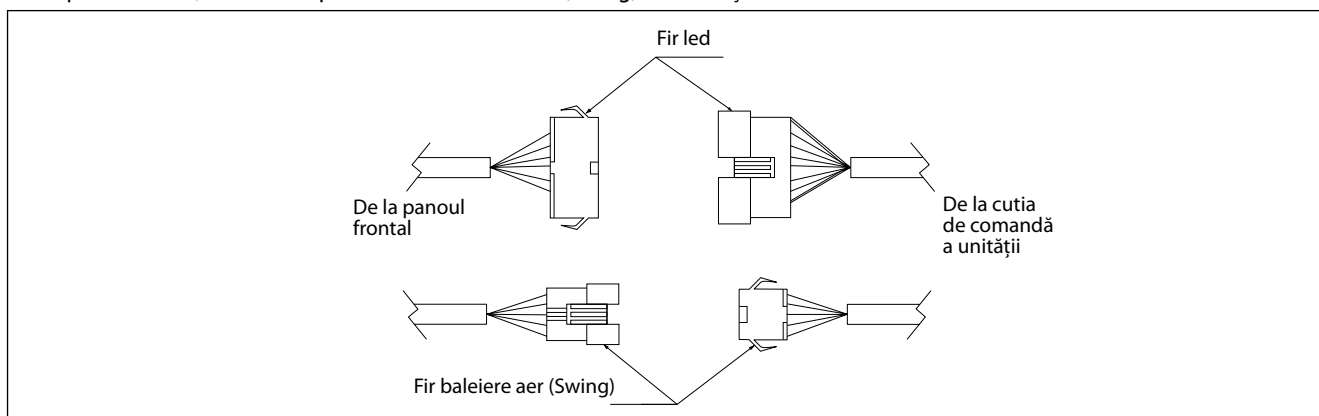 Fir led
De la panoul
frontal
De la cutia
de comandă
a unității
Fir baleiere aer (Swing)